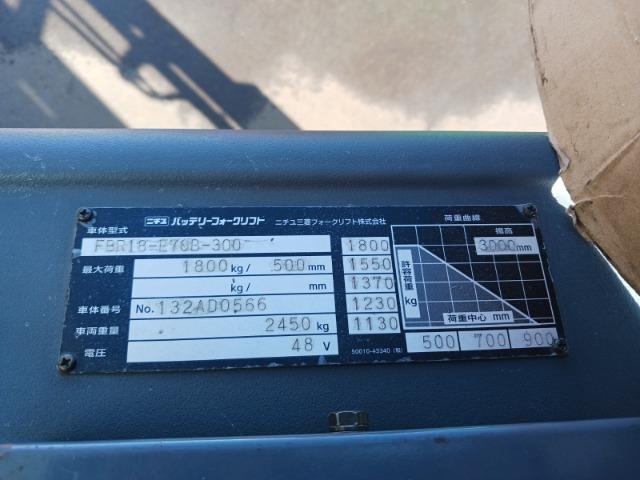 ニチユ バッテリーフォークリフト ニチユ三菱フォークリフト株式会社
車体型式 FBR18-E70B-300
最大荷重 1800 kg/ 500 mm
kg/ mm
車体番号 No. 132AD0566
車両重量 2450 kg
電圧 48 V
1800
1550
1370
1230
1130
50010-43340 (報)
荷重曲線
揚高
3000mm
許容荷重
kg
荷重中心 mm
500 700 900